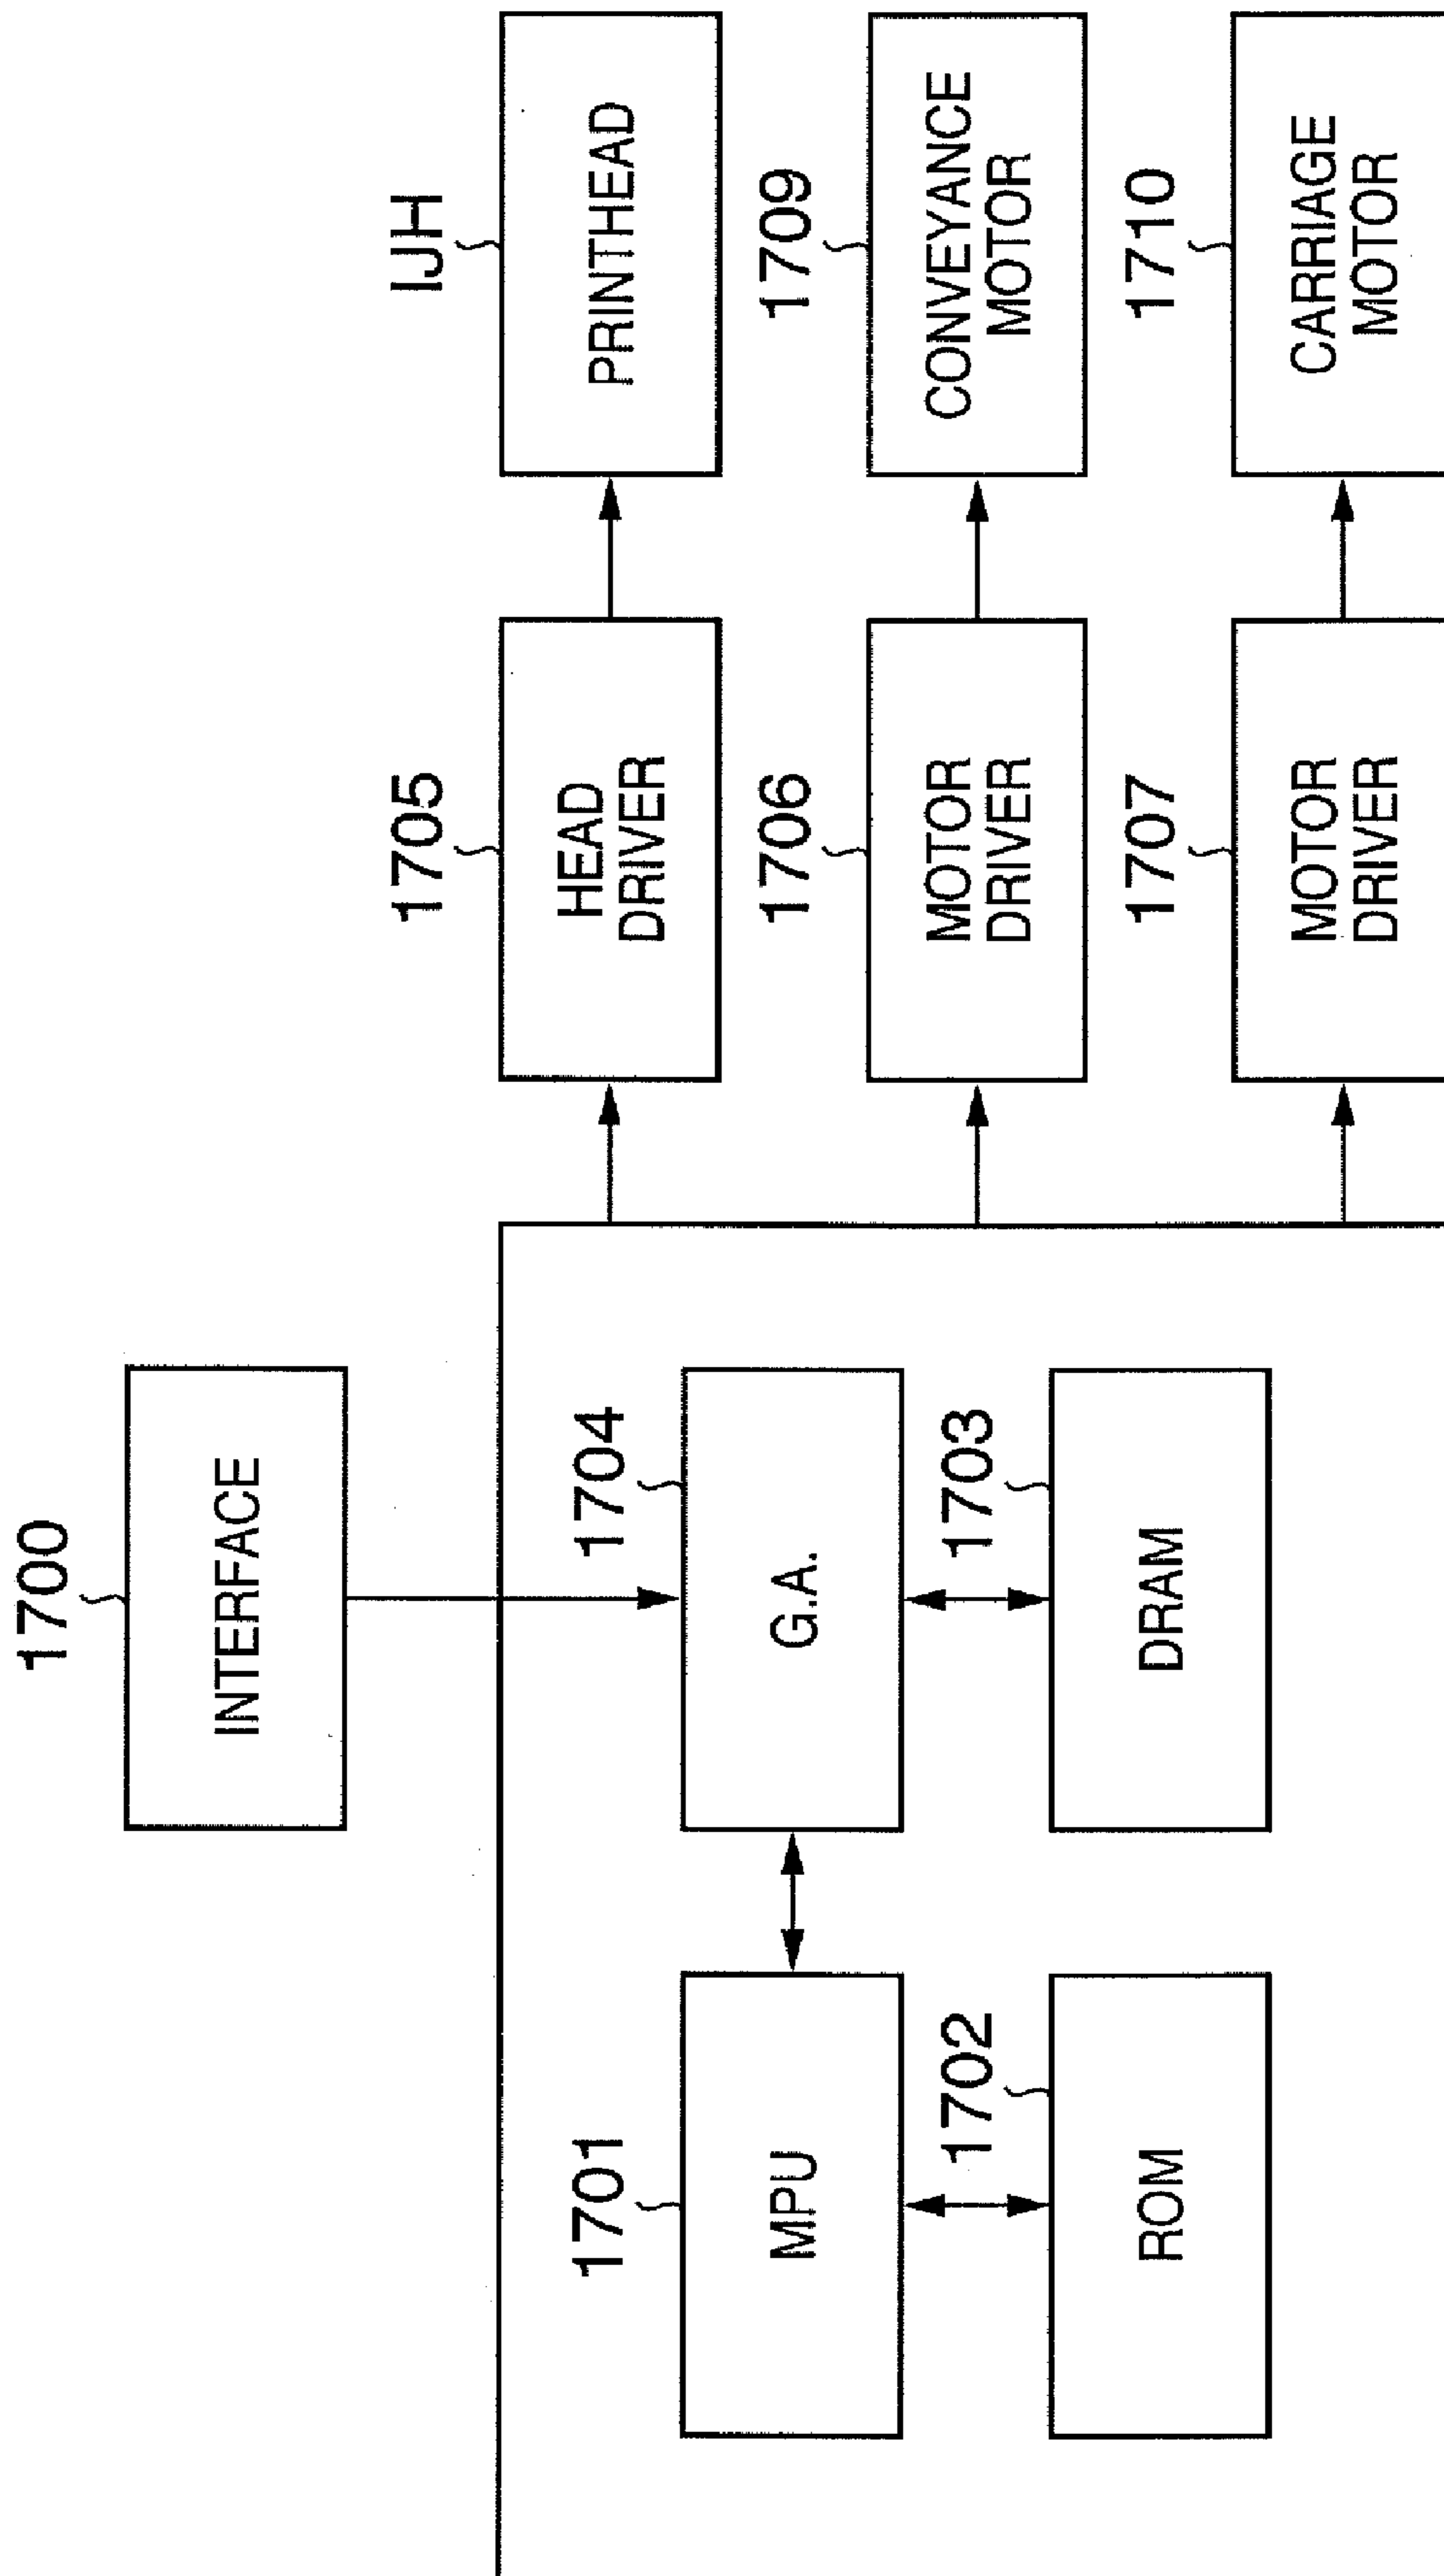 1700
INTERFACE
1701
MPU
1704
G.A.
1702
ROM
1703
DRAM
1705
HEAD
DRIVER
IJH
PRINTHEAD
1706
MOTOR
DRIVER
1709
CONVEYANCE
MOTOR
1707
MOTOR
DRIVER
1710
CARRIAGE
MOTOR